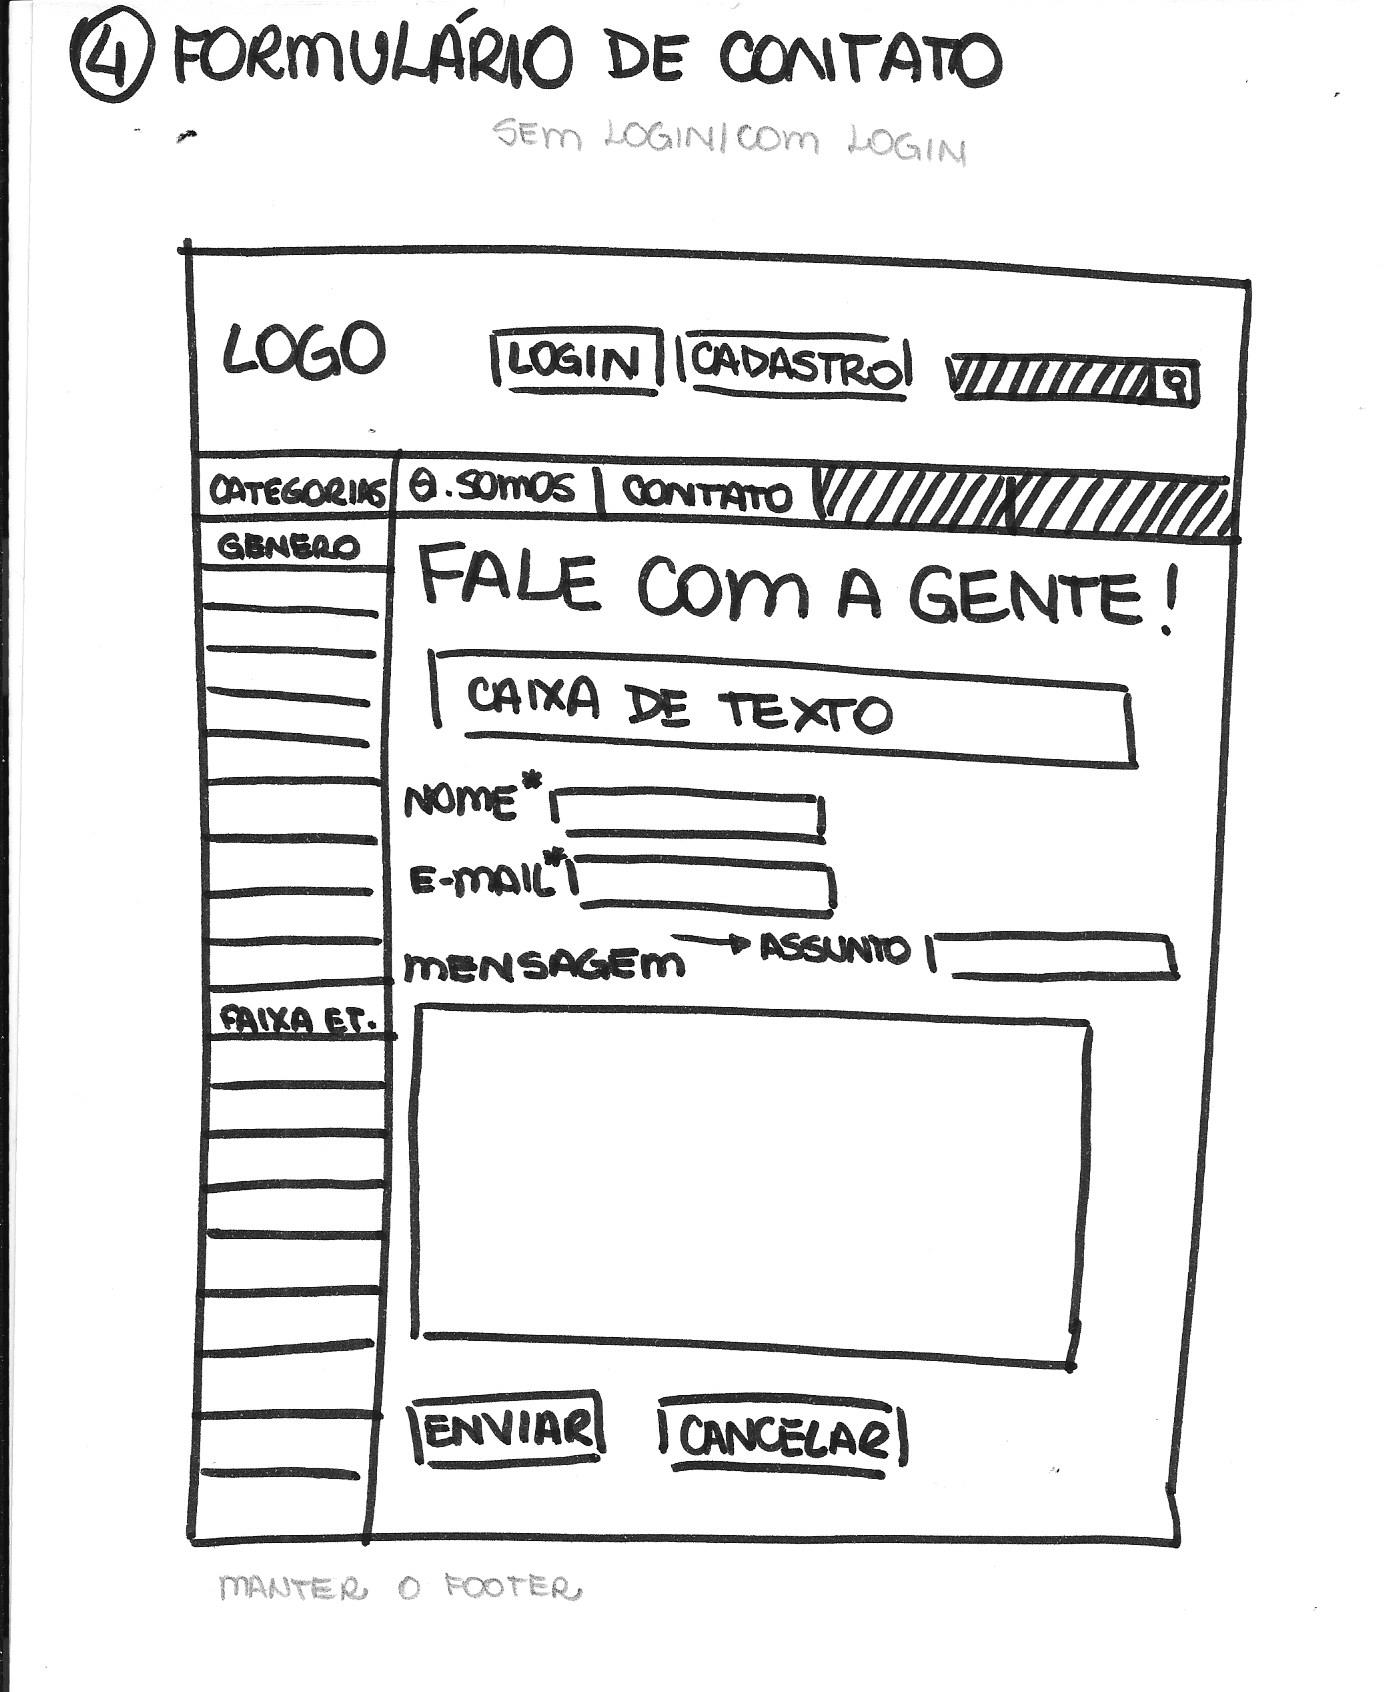 4 FORMULÁRIO DE CONTATO
SEM LOGIN/COM LOGIN
LOGO LOGIN CADASTRO
CATEGORIAS Q.SOMOS CONTATO
GENERO
FALE COM A GENTE!
CAIXA DE TEXTO
NOME*
E-MAIL*
MENSAGEM → ASSUNTO
FAIXA ET.
ENVIAR CANCELAR
MANTER O FOOTER